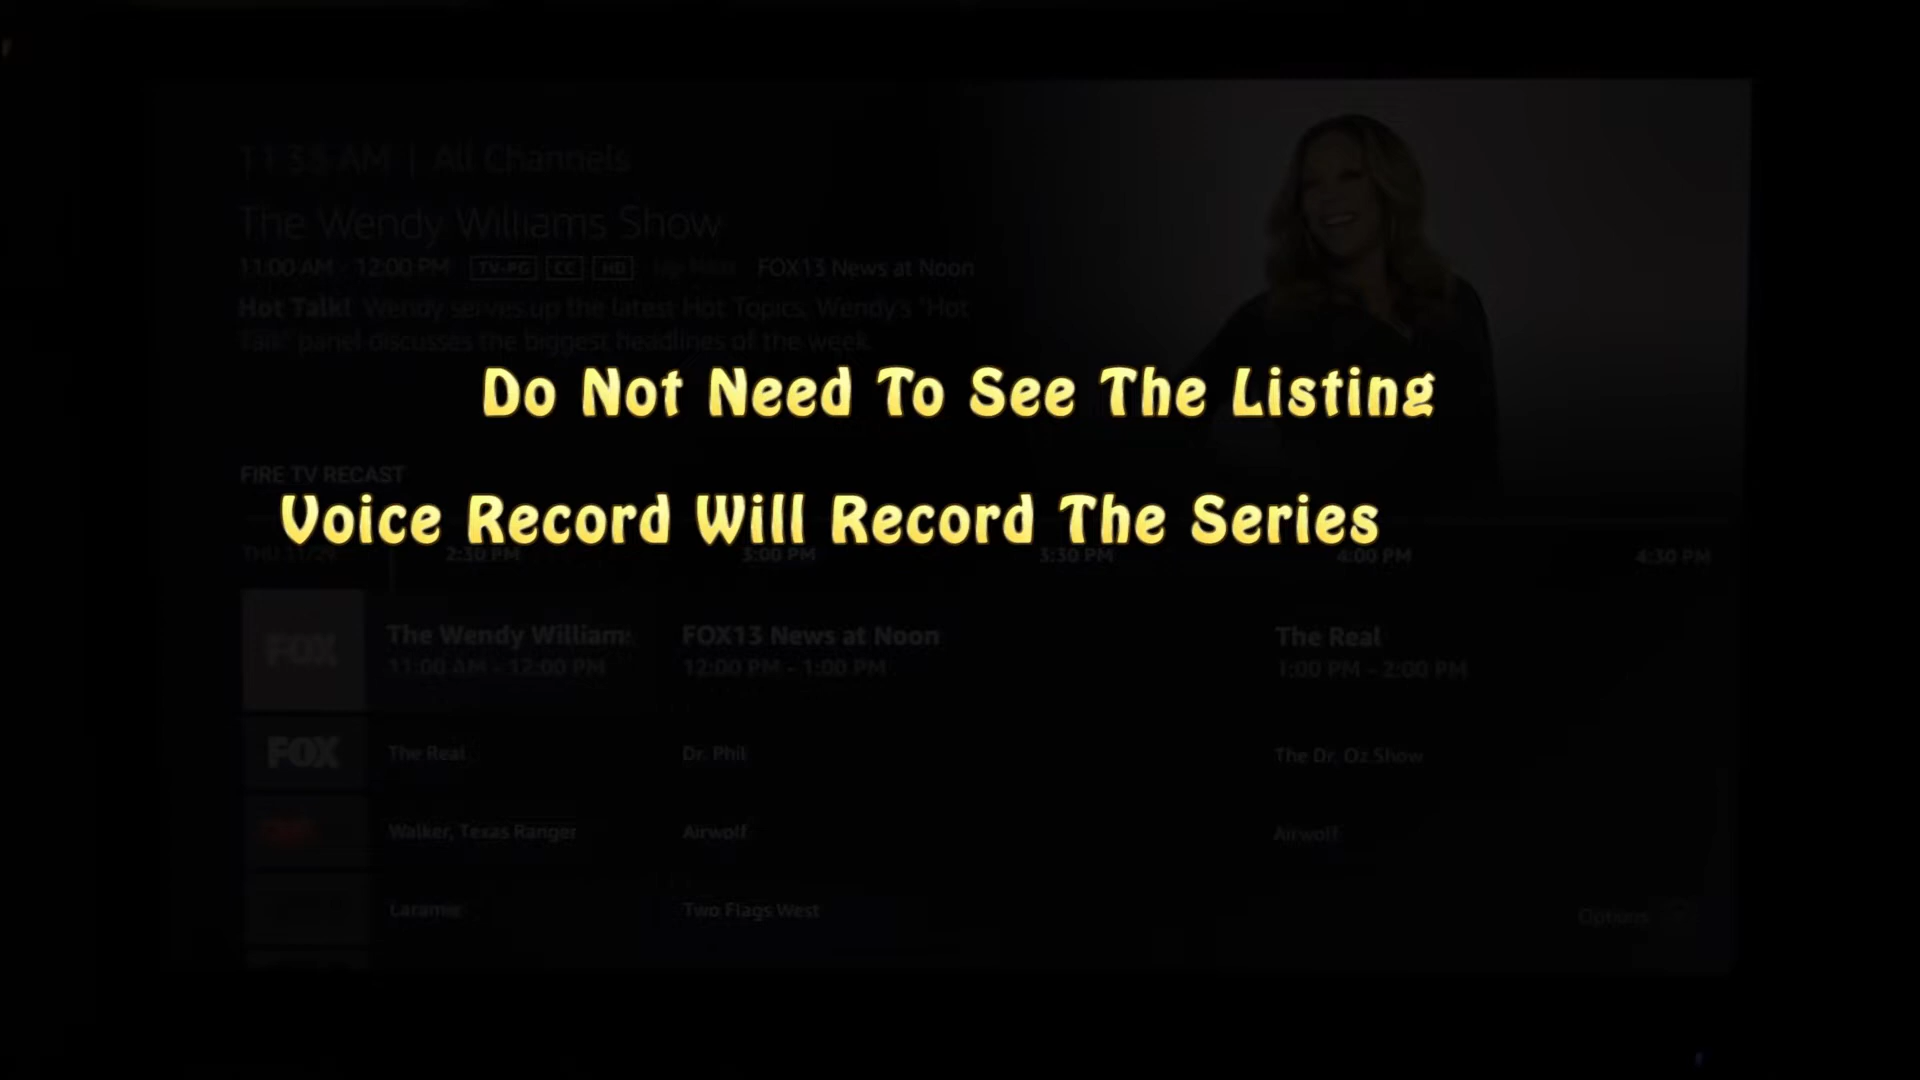 11:38 AM | All Channels
The Wendy Williams Show
11:00 AM - 12:00 PM TV-PG CC HD FOX13 News at Noon
Hot Talk! Wendy serves up the latest Hot Topics; Wendy's "Hot
Talk" panel discusses the biggest headlines of the week.
Do Not Need To See The Listing
FIRE TV RECAST
Voice Record Will Record The Series
THU 11/29 2:30 PM 3:00 PM 3:30 PM 4:00 PM 4:30 PM
FOX The Wendy William FOX13 News at Noon The Real
11:00 AM - 12:00 PM 12:00 PM - 1:00 PM 1:00 PM - 2:00 PM
FOX The Real Dr. Phil The Dr. Oz Show
Walker, Texas Ranger Airwolf Airwolf
Laramie Two Flags West
Options